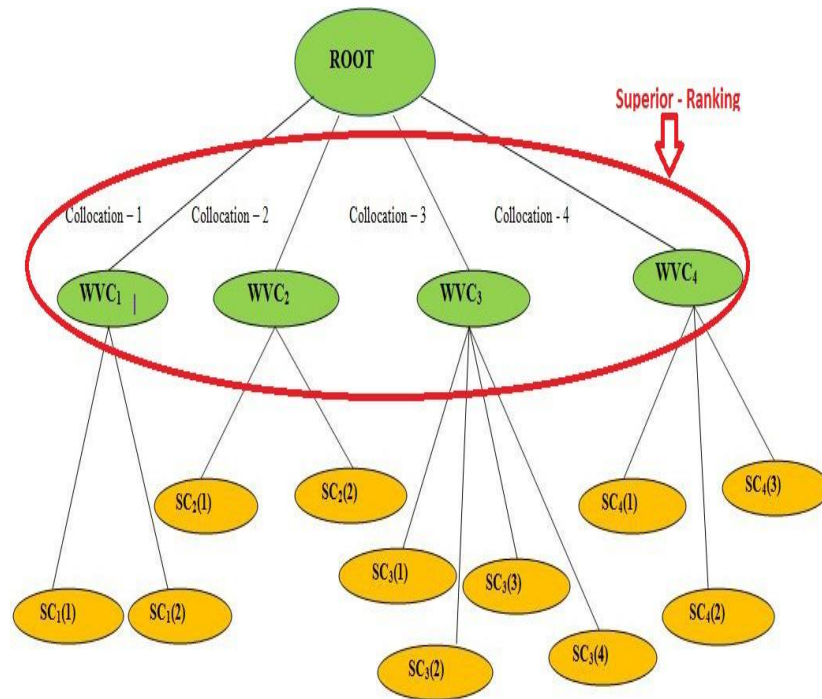 ROOT
Superior - Ranking
Collocation – 1
Collocation – 2
Collocation – 3
Collocation - 4
WVC₁
WVC₂
WVC₃
WVC₄
SC₂(1)
SC₂(2)
SC₄(1)
SC₄(3)
SC₃(1)
SC₃(3)
SC₁(1)
SC₁(2)
SC₄(2)
SC₃(2)
SC₃(4)